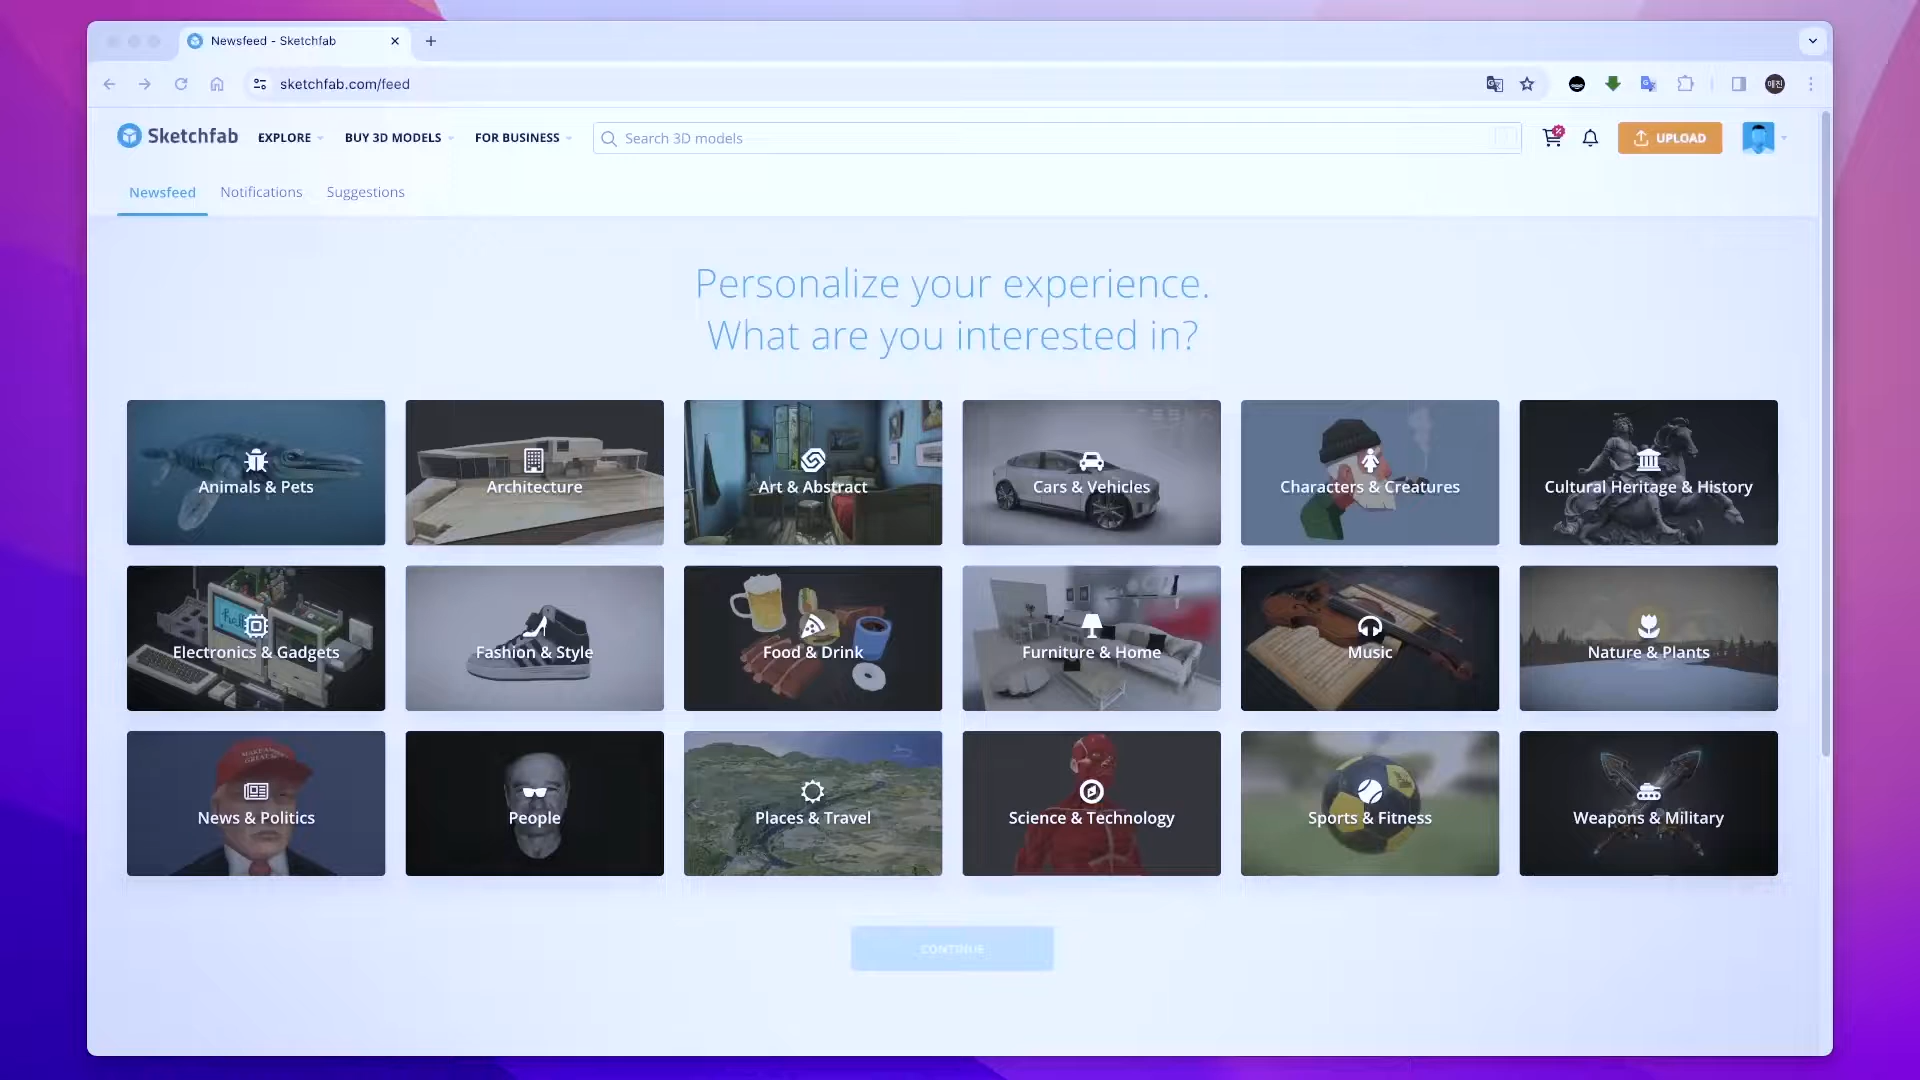 Newsfeed - Sketchfab
sketchfab.com/feed
애진
Sketchfab
EXPLORE
BUY 3D MODELS
FOR BUSINESS
Search 3D models
UPLOAD
Newsfeed
Notifications
Suggestions
Personalize your experience.
What are you interested in?
Animals & Pets
Architecture
Art & Abstract
Cars & Vehicles
Characters & Creatures
Cultural Heritage & History
Electronics & Gadgets
Fashion & Style
Food & Drink
Furniture & Home
Music
Nature & Plants
News & Politics
People
Places & Travel
Science & Technology
Sports & Fitness
Weapons & Military
CONTINUE